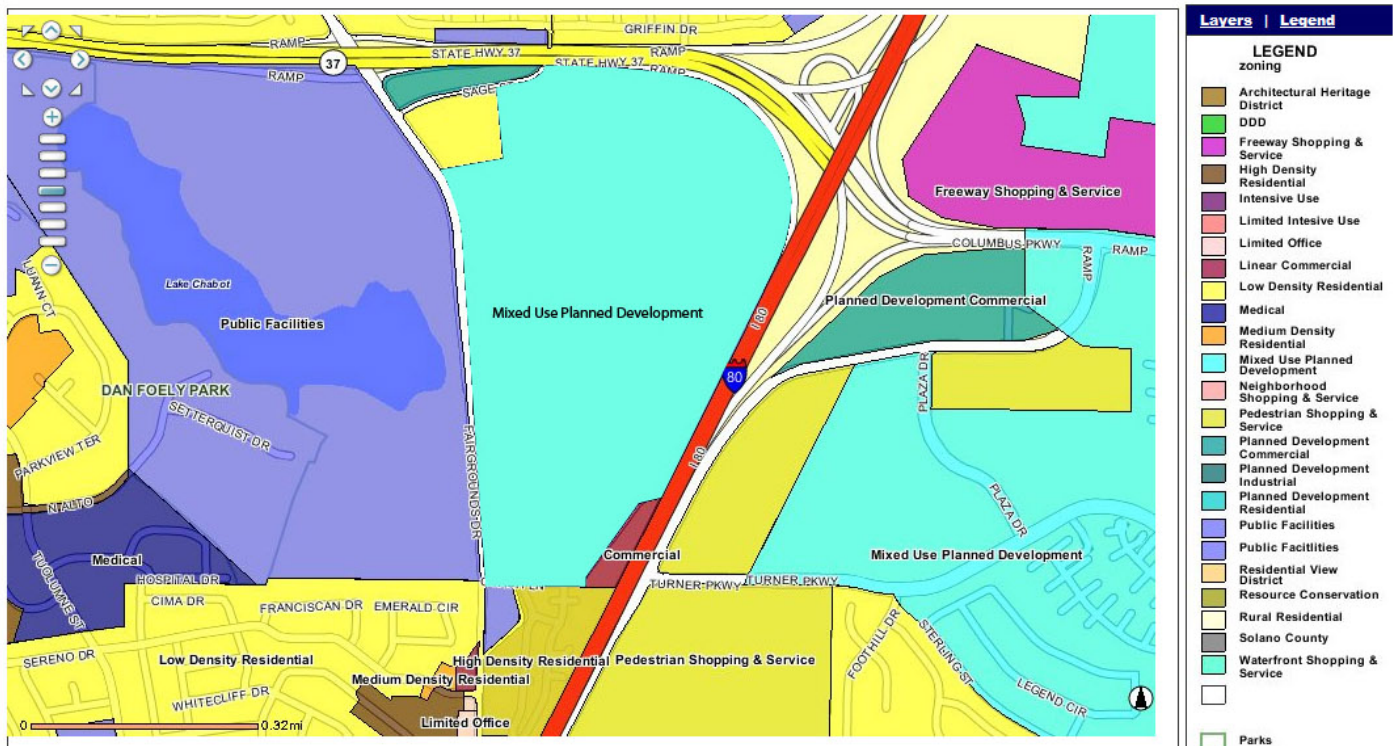 GRIFFIN DR
RAMP
STATE HWY 37
RAMP
37
STATE HWY 37
RAMP
RAMP
Freeway Shopping & Service
COLUMBUS PKWY
RAMP
RAMP
LUANN CT
Lake Chabot
Public Facilities
Mixed Use Planned Development
Planned Development Commercial
I 80
80
DAN FOELY PARK
SETTERQUIST DR
PARKVIEW TER
PLAZA DR
FAIRGROUNDS DR
I 80
N ALTO
PLAZA DR
Medical
Commercial
Mixed Use Planned Development
TUOLUMNE ST
HOSPITAL DR
TURNER PKWY
TURNER PKWY
CIMA DR
FRANCISCAN DR
EMERALD CIR
SERENO DR
Low Density Residential
High Density Residential
Pedestrian Shopping & Service
FOOTHILL DR
STERLING ST
Medium Density Residential
LEGEND CIR
WHITECLIFF DR
Limited Office
0
0.32mi
Layers | Legend
LEGEND
zoning
Architectural Heritage
District
DDD
Freeway Shopping &
Service
High Density
Residential
Intensive Use
Limited Intesive Use
Limited Office
Linear Commercial
Low Density Residential
Medical
Medium Density
Residential
Mixed Use Planned
Development
Neighborhood
Shopping & Service
Pedestrian Shopping &
Service
Planned Development
Commercial
Planned Development
Industrial
Planned Development
Residential
Public Facilities
Public Facitlities
Residential View
District
Resource Conservation
Rural Residential
Solano County
Waterfront Shopping &
Service
Parks